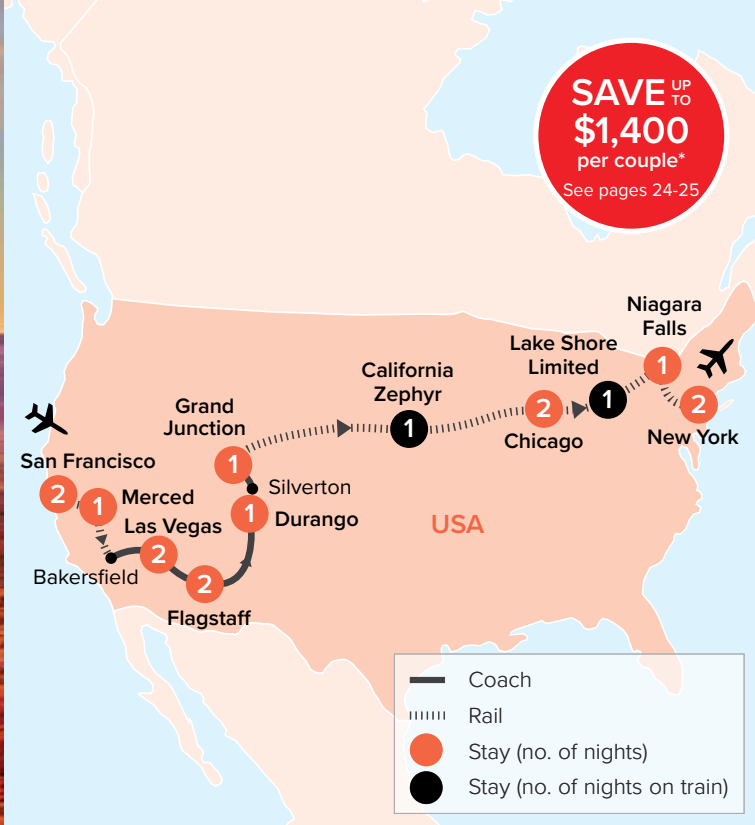 SAVE UP TO
$1,400
per couple*
See pages 24-25
Niagara
Falls
1
Lake Shore
Limited
1
California
Zephyr
1
2
Chicago
2
New York
Grand
Junction
1
Silverton
1
Durango
San Francisco
2
1
Merced
Las Vegas
2
Bakersfield
2
Flagstaff
USA
Coach
Rail
Stay (no. of nights)
Stay (no. of nights on train)